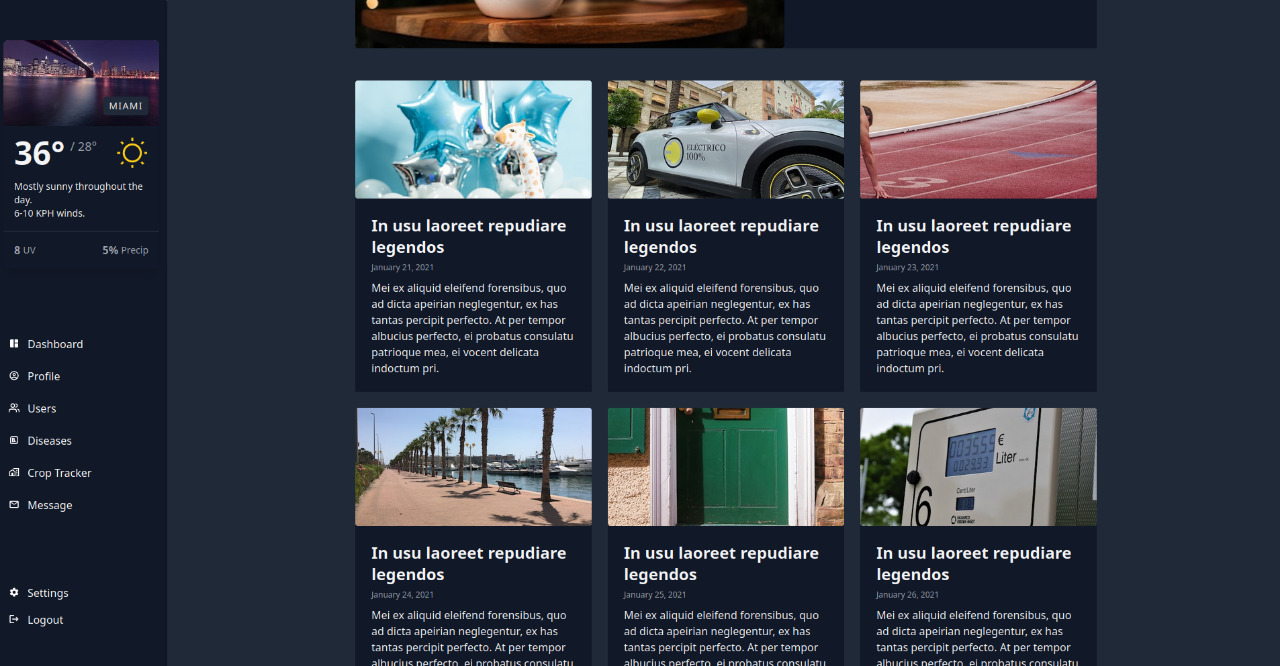 MIAMI
36° / 28°
Mostly sunny throughout the
day.
6-10 KPH winds.
8 UV
5% Precip
Dashboard
Profile
Users
Diseases
Crop Tracker
Message
Settings
Logout
ELÉCTRICO
100%
In usu laoreet repudiare
legendos
January 21, 2021
Mei ex aliquid eleifend forensibus, quo
ad dicta apeirian neglegentur, ex has
tantas percipit perfecto. At per tempor
albucius perfecto, ei probatus consulatu
patrioque mea, ei vocent delicata
indoctum pri.
In usu laoreet repudiare
legendos
January 22, 2021
Mei ex aliquid eleifend forensibus, quo
ad dicta apeirian neglegentur, ex has
tantas percipit perfecto. At per tempor
albucius perfecto, ei probatus consulatu
patrioque mea, ei vocent delicata
indoctum pri.
In usu laoreet repudiare
legendos
January 23, 2021
Mei ex aliquid eleifend forensibus, quo
ad dicta apeirian neglegentur, ex has
tantas percipit perfecto. At per tempor
albucius perfecto, ei probatus consulatu
patrioque mea, ei vocent delicata
indoctum pri.
€
Liter
6
In usu laoreet repudiare
legendos
January 24, 2021
Mei ex aliquid eleifend forensibus, quo
ad dicta apeirian neglegentur, ex has
tantas percipit perfecto. At per tempor
albucius perfecto, ei probatus consulatu
In usu laoreet repudiare
legendos
January 25, 2021
Mei ex aliquid eleifend forensibus, quo
ad dicta apeirian neglegentur, ex has
tantas percipit perfecto. At per tempor
albucius perfecto, ei probatus consulatu
In usu laoreet repudiare
legendos
January 26, 2021
Mei ex aliquid eleifend forensibus, quo
ad dicta apeirian neglegentur, ex has
tantas percipit perfecto. At per tempor
albucius perfecto, ei probatus consulatu